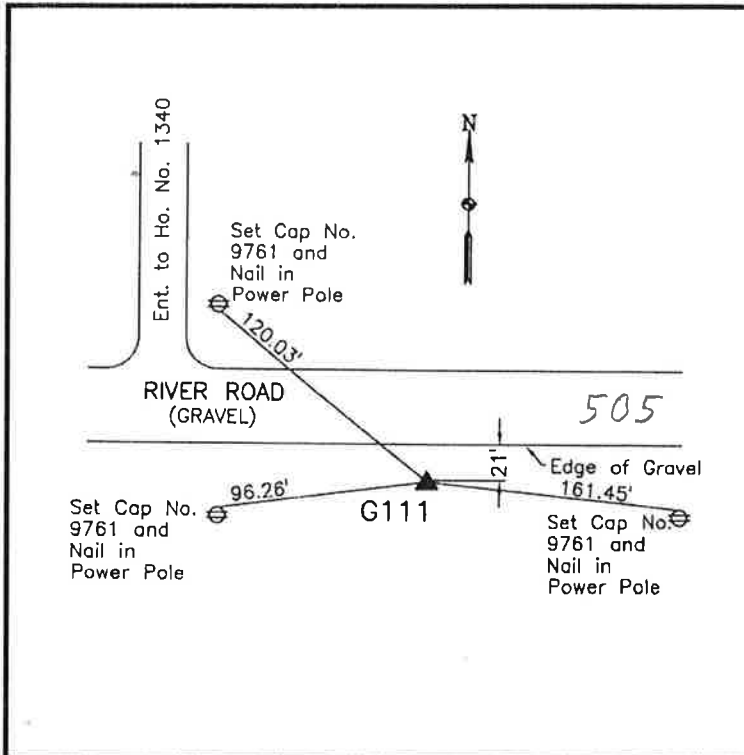 Ent. to Ho. No. 1340
N
Set Cap No.
9761 and
Nail in
Power Pole
120.03'
RIVER ROAD
(GRAVEL)
505
21'
Edge of Gravel
96.26'
G111
161.45'
Set Cap No.
9761 and
Nail in
Power Pole
Set Cap No.
9761 and
Nail in
Power Pole